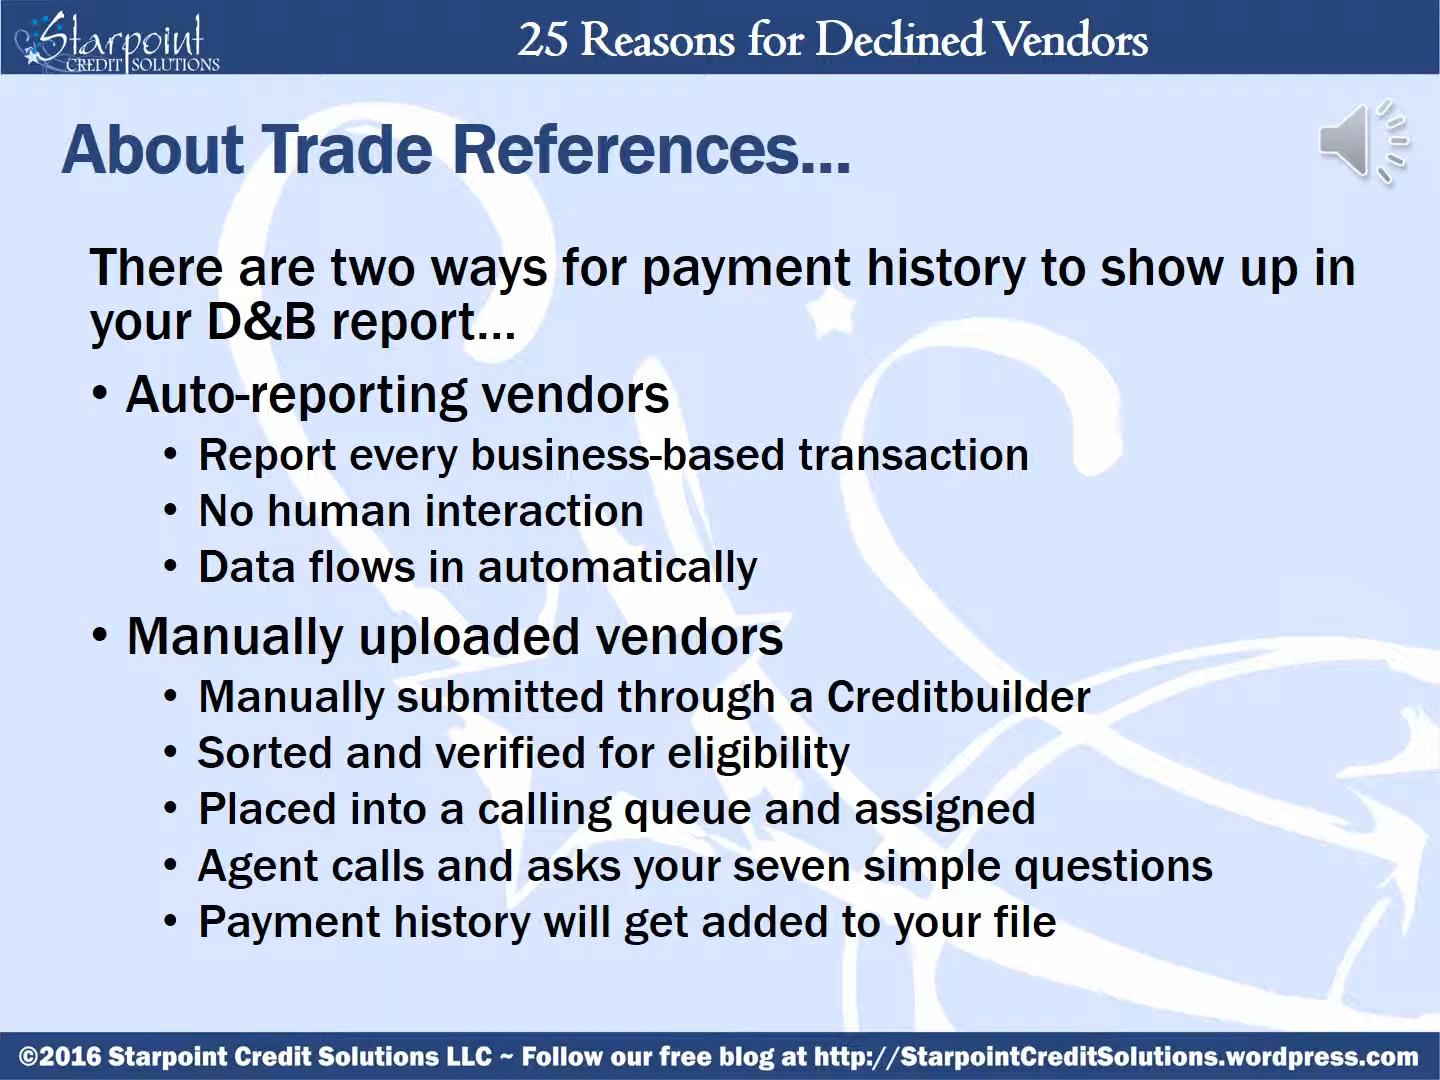 Starpoint
CREDIT SOLUTIONS
25 Reasons for Declined Vendors
About Trade References...
There are two ways for payment history to show up in
your D&B report...
• Auto-reporting vendors
• Report every business-based transaction
• No human interaction
• Data flows in automatically
• Manually uploaded vendors
• Manually submitted through a Creditbuilder
• Sorted and verified for eligibility
• Placed into a calling queue and assigned
• Agent calls and asks your seven simple questions
• Payment history will get added to your file
©2016 Starpoint Credit Solutions LLC ~ Follow our free blog at http://StarpointCreditSolutions.wordpress.com